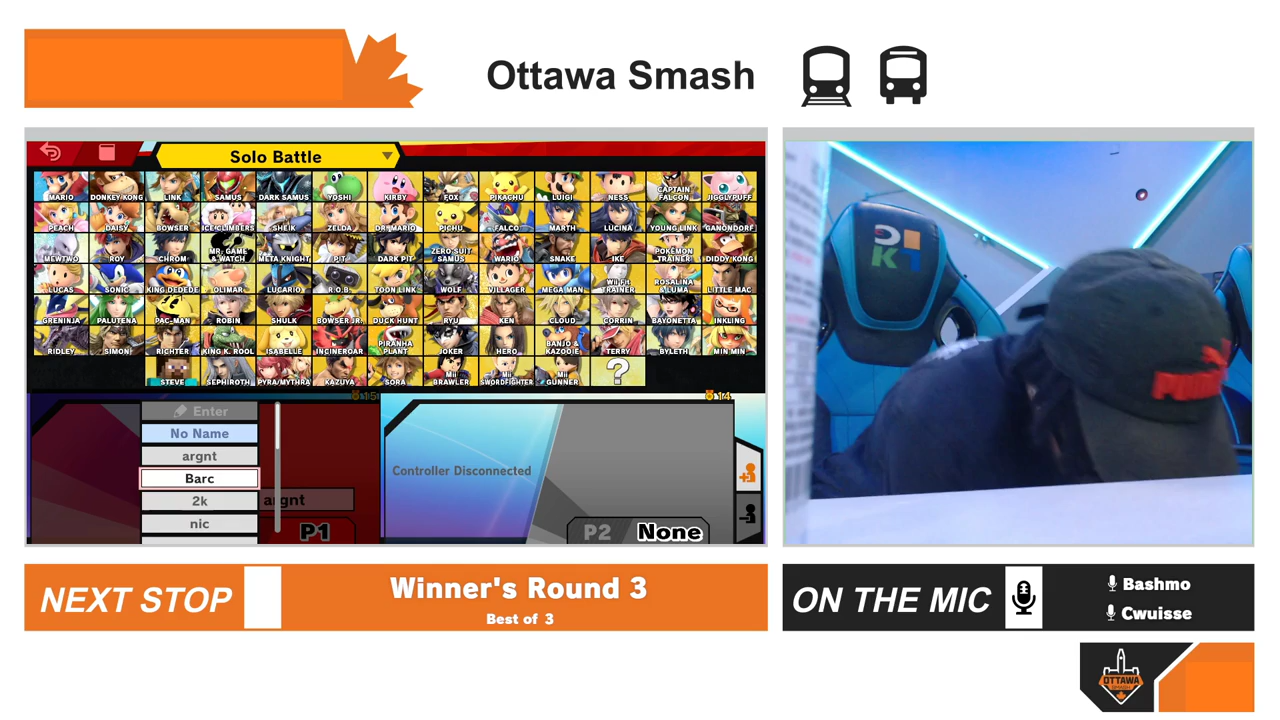 Ottawa Smash
Solo Battle
MARIO DONKEY KONG LINK SAMUS DARK SAMUS YOSHI KIRBY FOX PIKACHU LUIGI NESS CAPTAIN FALCON JIGGLYPUFF
PEACH DAISY BOWSER ICE CLIMBERS SHEIK ZELDA DR. MARIO PICHU FALCO MARTH LUCINA YOUNG LINK GANONDORF
MEWTWO ROY CHROM MR. GAME & WATCH META KNIGHT PIT DARK PIT ZERO SUIT SAMUS WARIO SNAKE IKE POKÉMON TRAINER DIDDY KONG
LUCAS SONIC KING DEDEDE OLIMAR LUCARIO R.O.B. TOON LINK WOLF VILLAGER MEGA MAN Wii Fit TRAINER ROSALINA & LUMA LITTLE MAC
GRENINJA PALUTENA PAC-MAN ROBIN SHULK BOWSER JR. DUCK HUNT RYU KEN CLOUD CORRIN BAYONETTA INKLING
RIDLEY SIMON RICHTER KING K. ROOL ISABELLE INCINEROAR PIRANHA PLANT JOKER HERO BANJO & KAZOOIE TERRY BYLETH MIN MIN
STEVE SEPHIROTH PYRA/MYTHRA KAZUYA SORA Mii BRAWLER Mii SWORDFIGHTER Mii GUNNER ?
15
14
Enter
No Name
argnt
Barc
2k
nic
argnt
P1
Controller Disconnected
P2 None
NEXT STOP
Winner's Round 3
Best of 3
ON THE MIC
Bashmo
Cwuisse
OTTAWA